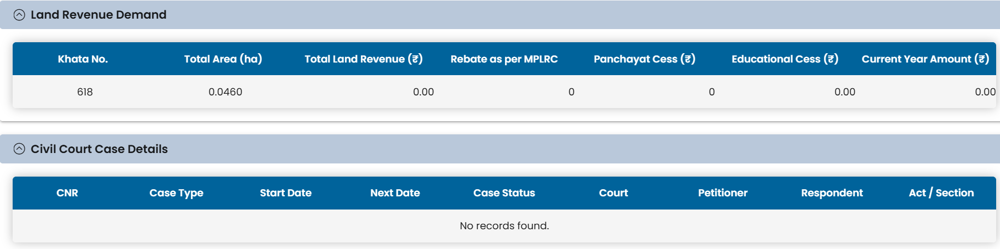 Land Revenue Demand
Khata No. Total Area (ha) Total Land Revenue (₹) Rebate as per MPLRC Panchayat Cess (₹) Educational Cess (₹) Current Year Amount (₹)
618 0.0460 0.00 0 0 0.00 0.00
Civil Court Case Details
CNR Case Type Start Date Next Date Case Status Court Petitioner Respondent Act / Section
No records found.